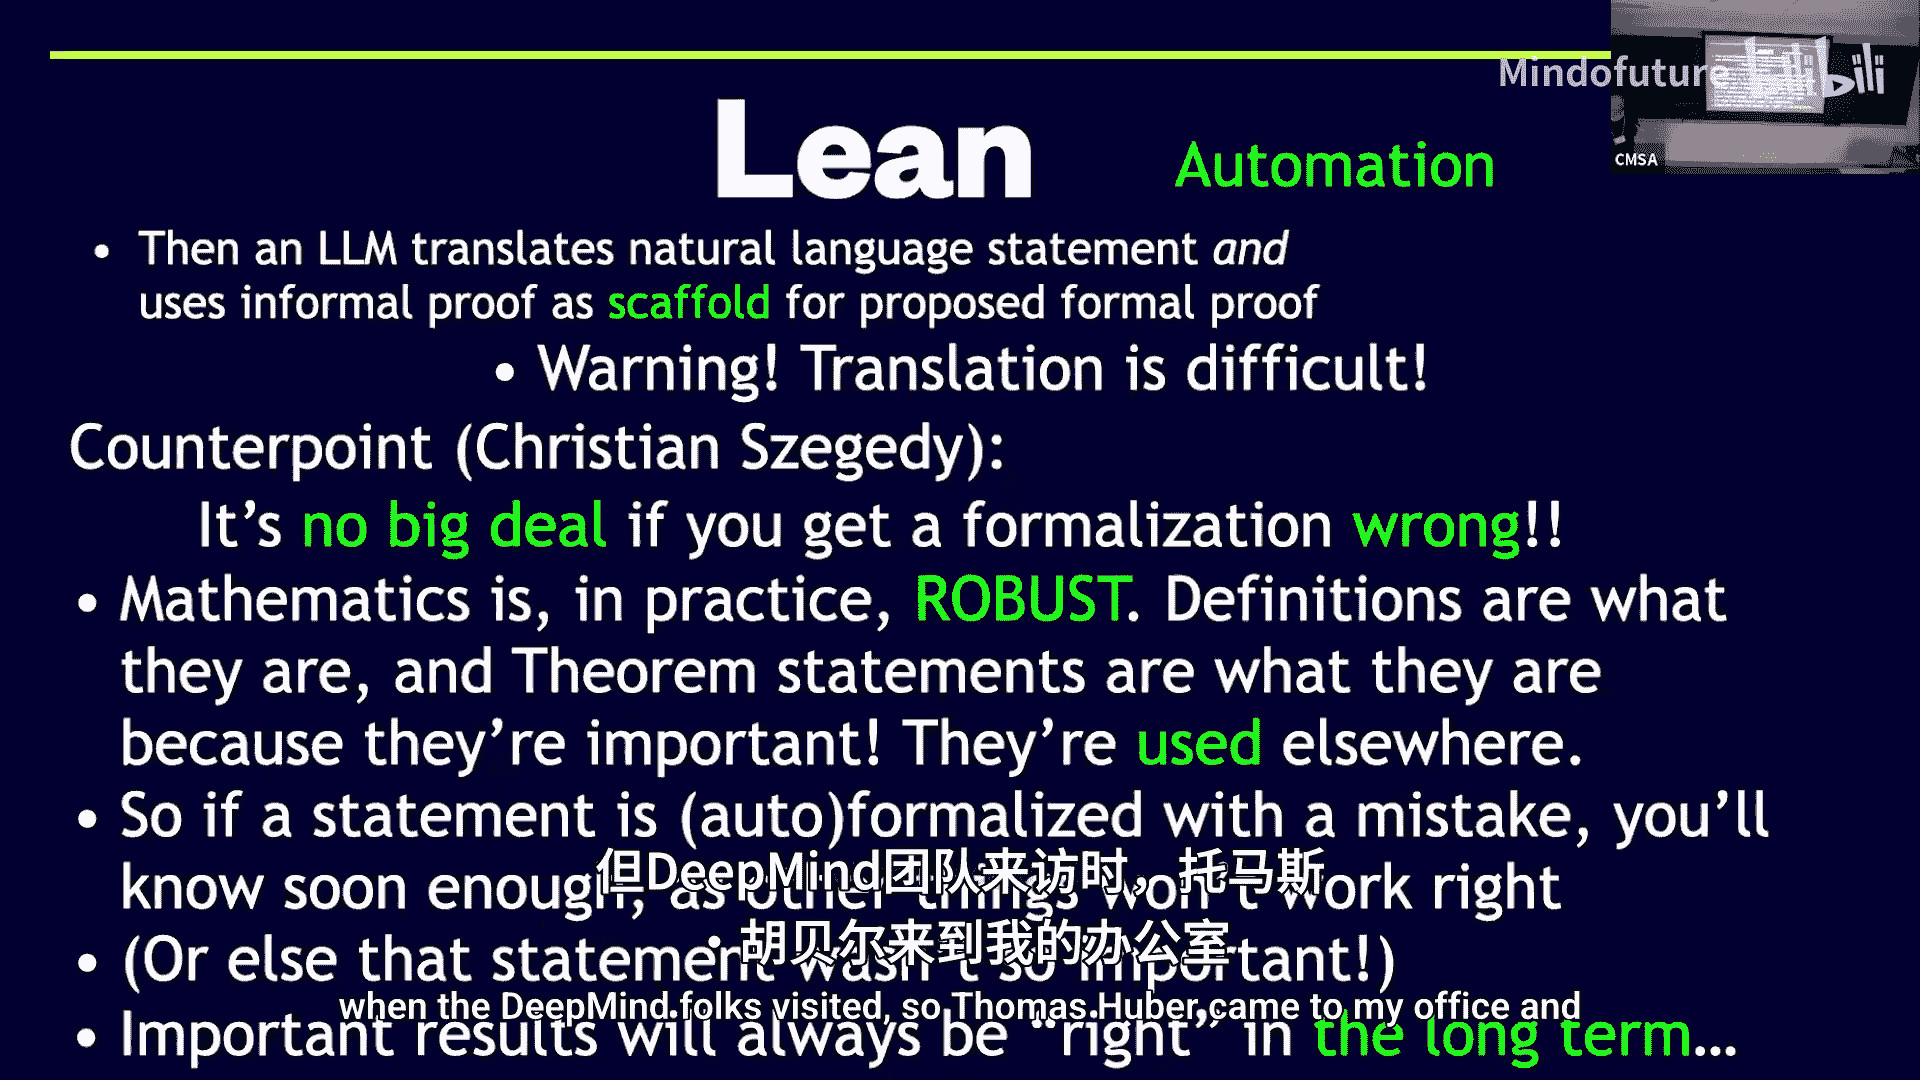 Mindofuture bilibili
CMSA
Lean
Automation
• Then an LLM translates natural language statement and
uses informal proof as scaffold for proposed formal proof
• Warning! Translation is difficult!
Counterpoint (Christian Szegedy):
It’s no big deal if you get a formalization wrong!!
• Mathematics is, in practice, ROBUST. Definitions are what
they are, and Theorem statements are what they are
because they’re important! They’re used elsewhere.
• So if a statement is (auto)formalized with a mistake, you’ll
know soon enough, as other things won’t work right
但DeepMind团队来访时，托马斯
胡贝尔来到我的办公室
• (Or else that statement wasn’t so important!)
when the DeepMind folks visited, so Thomas Huber came to my office and
• Important results will always be “right” in the long term...